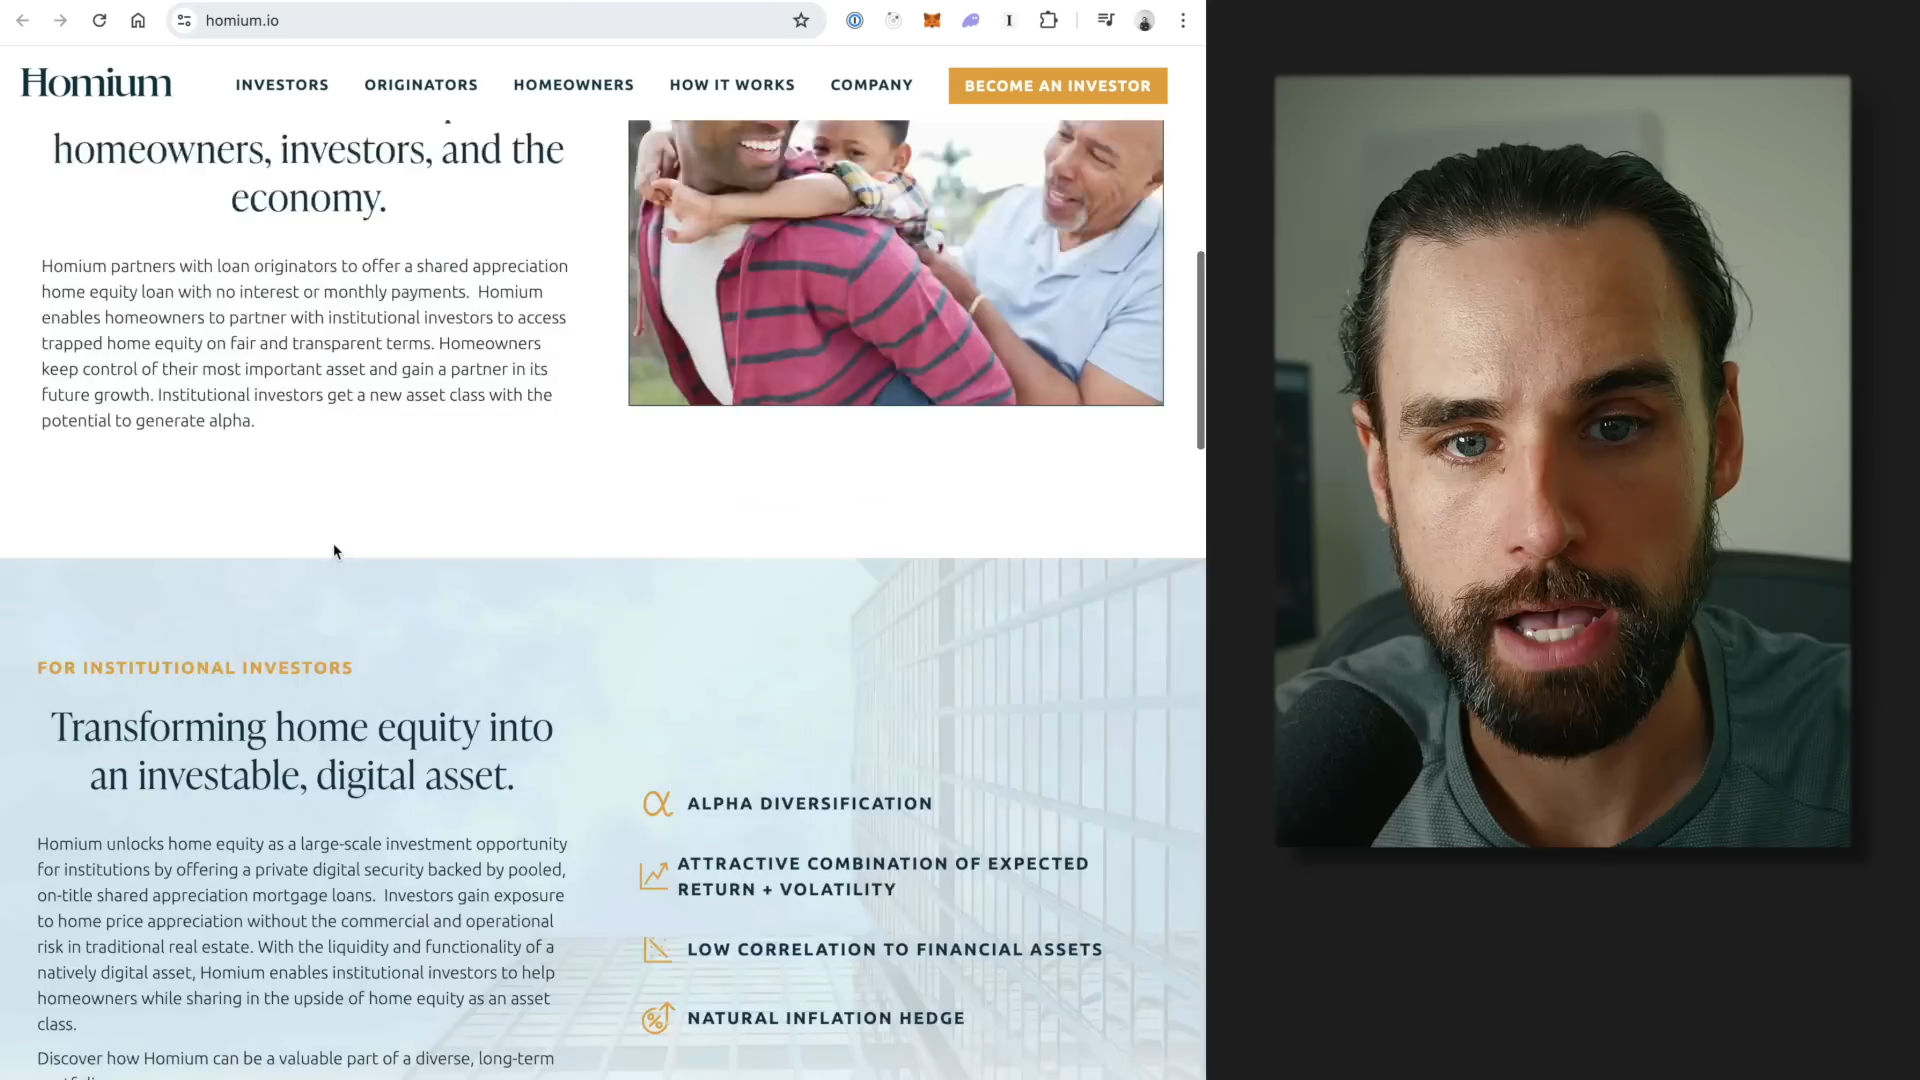 homium.io
Homium
INVESTORS
ORIGINATORS
HOMEOWNERS
HOW IT WORKS
COMPANY
BECOME AN INVESTOR
homeowners, investors, and the
economy.
Homium partners with loan originators to offer a shared appreciation
home equity loan with no interest or monthly payments. Homium
enables homeowners to partner with institutional investors to access
trapped home equity on fair and transparent terms. Homeowners
keep control of their most important asset and gain a partner in its
future growth. Institutional investors get a new asset class with the
potential to generate alpha.
FOR INSTITUTIONAL INVESTORS
Transforming home equity into
an investable, digital asset.
Homium unlocks home equity as a large-scale investment opportunity
for institutions by offering a private digital security backed by pooled,
on-title shared appreciation mortgage loans. Investors gain exposure
to home price appreciation without the commercial and operational
risk in traditional real estate. With the liquidity and functionality of a
natively digital asset, Homium enables institutional investors to help
homeowners while sharing in the upside of home equity as an asset
class.
Discover how Homium can be a valuable part of a diverse, long-term
ALPHA DIVERSIFICATION
ATTRACTIVE COMBINATION OF EXPECTED
RETURN + VOLATILITY
LOW CORRELATION TO FINANCIAL ASSETS
NATURAL INFLATION HEDGE